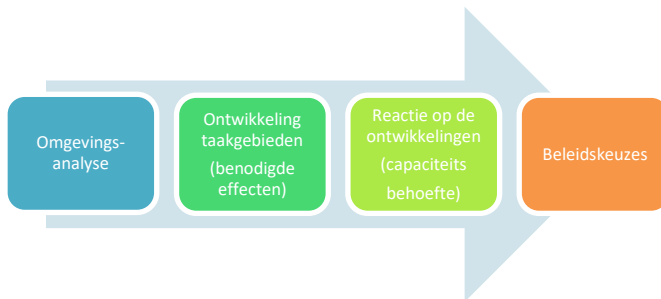 Omgevings-
analyse
Ontwikkeling
taakgebieden
(benodigde
effecten)
Reactie op de
ontwikkelingen
(capaciteits
behoefte)
Beleidskeuzes